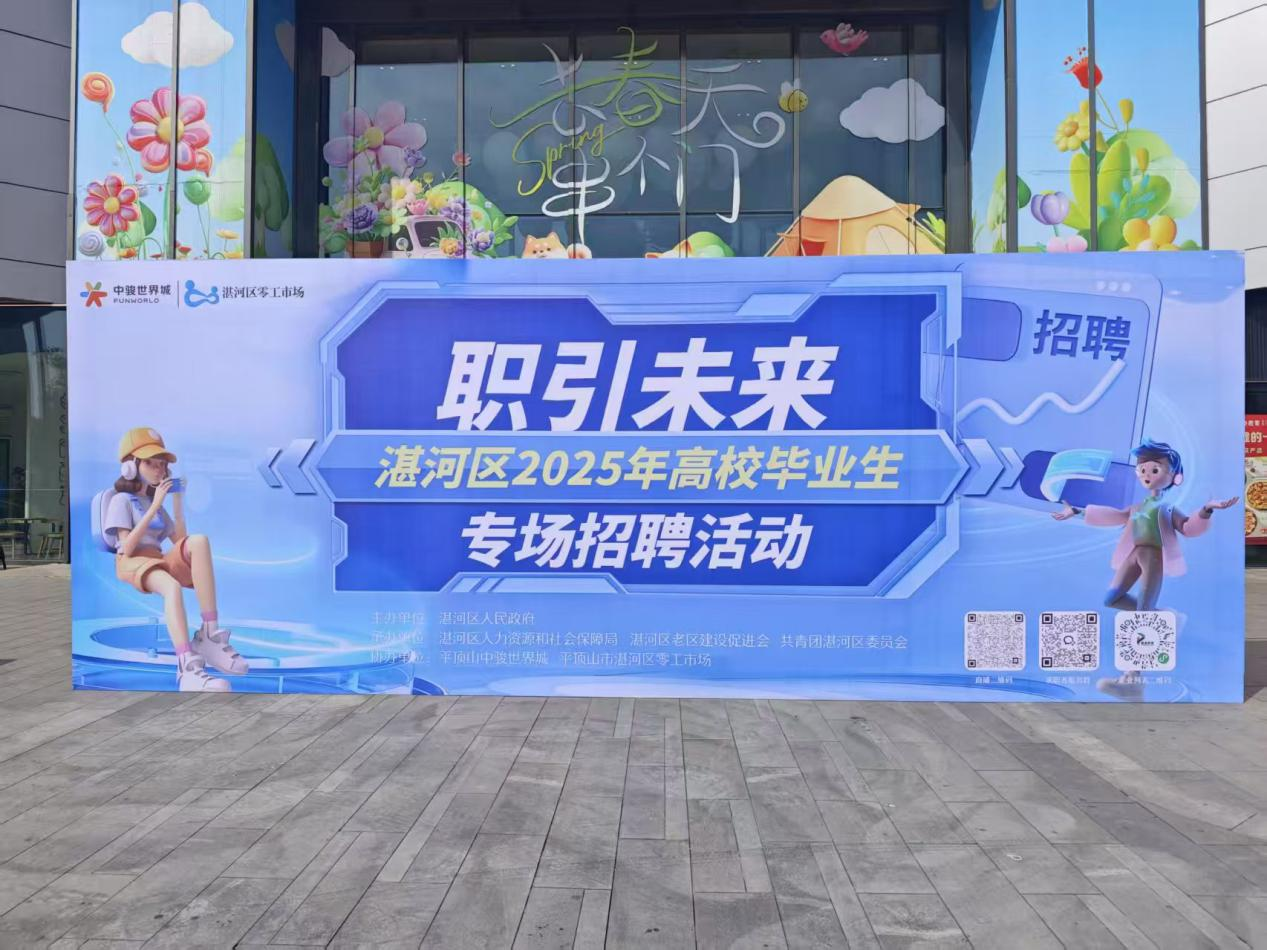 去春天
Spring
串个门
中骏世界城
FUNWORLD
湛河区零工市场
招聘
职引未来
湛河区2025年高校毕业生
专场招聘活动
主办单位：湛河区人民政府
承办单位：湛河区人力资源和社会保障局 湛河区老区建设促进会 共青团湛河区委员会
协办单位：平顶山中骏世界城 平顶山市湛河区零工市场